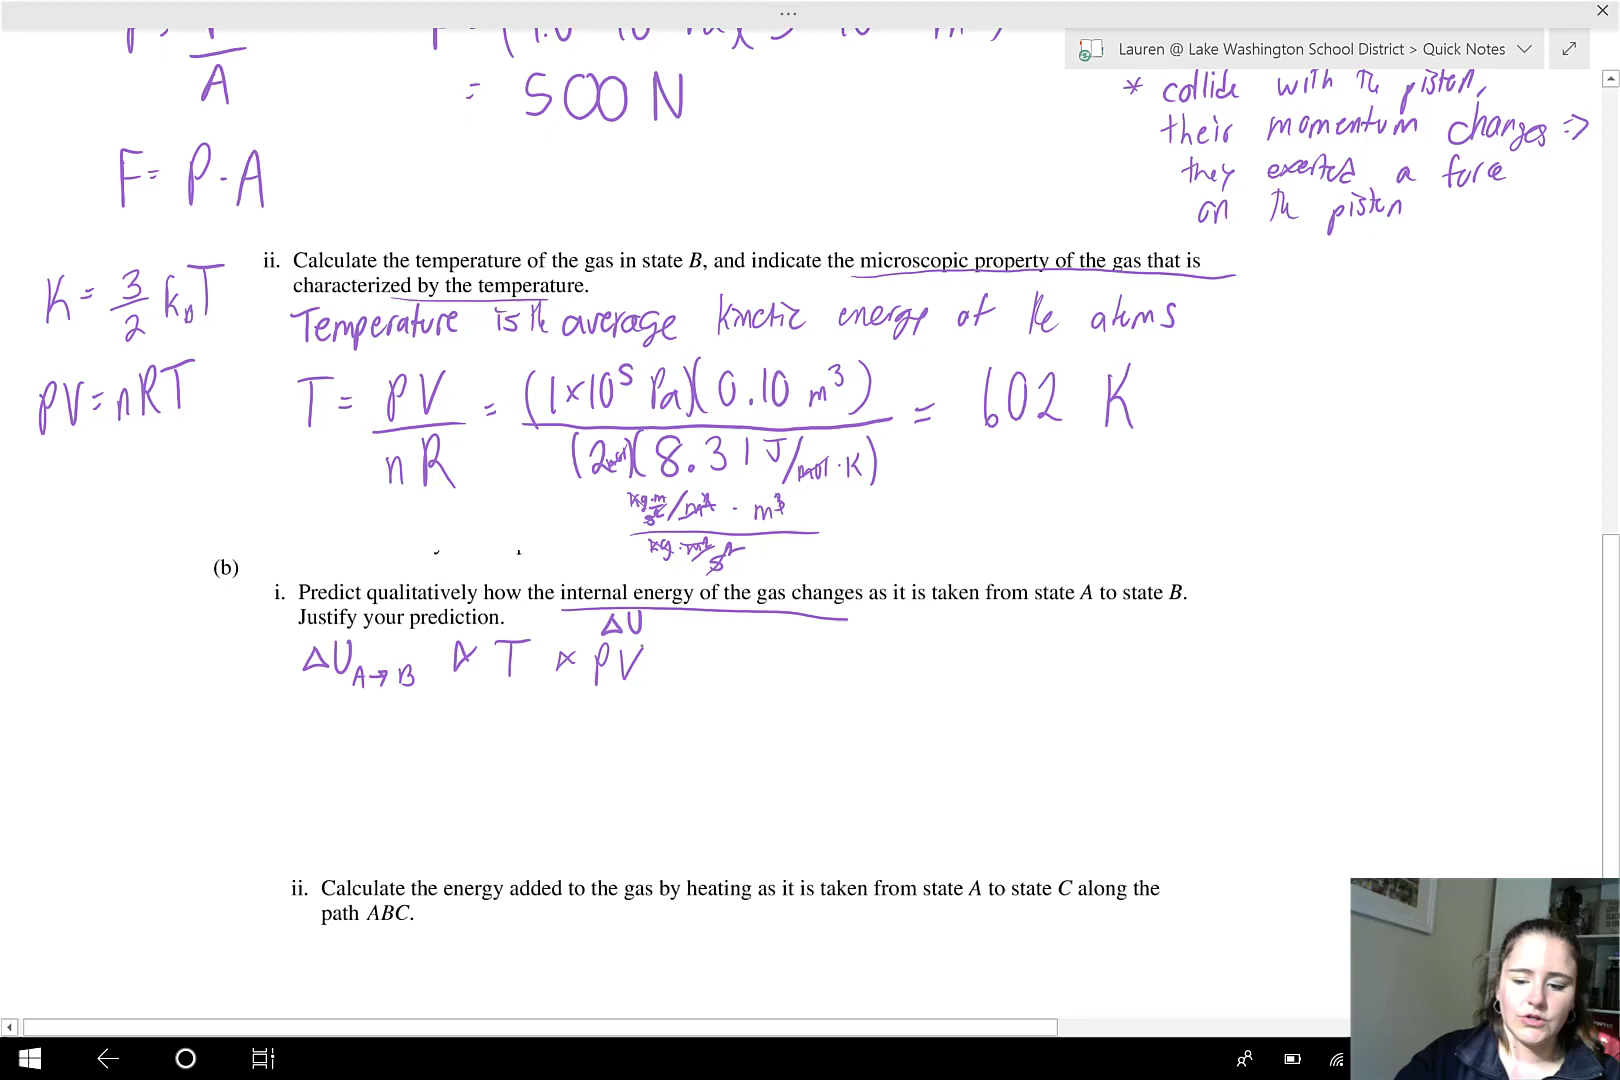 Lauren @ Lake Washington School District > Quick Notes
A
= 500 N
F = P · A
* collide with the piston,
their momentum changes =>
they exerted a force
on the piston
ii. Calculate the temperature of the gas in state B, and indicate the microscopic property of the gas that is
characterized by the temperature.
K = 3/2 k_B T
Temperature is the average kinetic energy of the atoms
PV = nRT
T = PV/nR = (1×10^5 Pa)(0.10 m^3)/(2 mol)(8.31 J/mol·K) = 602 K
(b)
i. Predict qualitatively how the internal energy of the gas changes as it is taken from state A to state B.
Justify your prediction.
ΔU
ΔU_A→B ∝ T ∝ PV
ii. Calculate the energy added to the gas by heating as it is taken from state A to state C along the
path ABC.